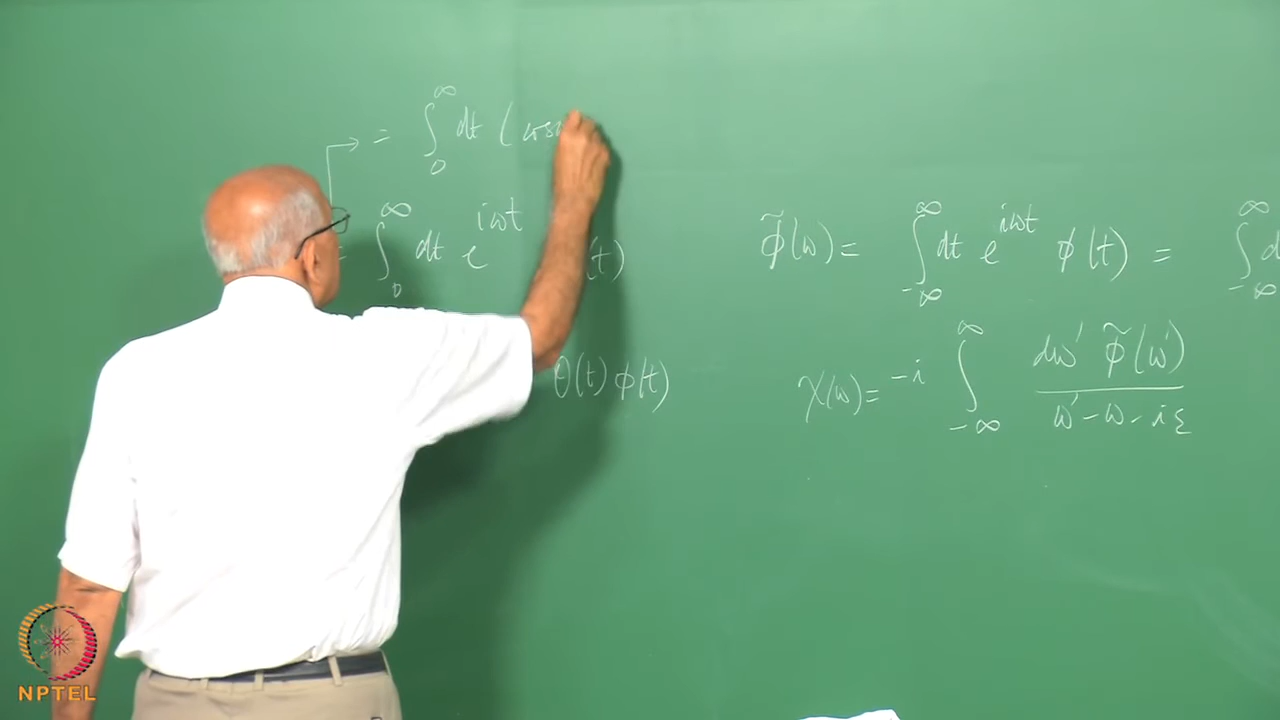 = ∫₀^∞ dt ( cos
= ∫₀^∞ dt e^{iωt} (t)
θ(t) ϕ(t)
ϕ̃(ω) = ∫_{-∞}^{∞} dt e^{iωt} ϕ(t) = ∫_{-∞}^{∞} d
χ(ω) = -i ∫_{-∞}^{∞} dω' ϕ̃(ω') / ω' - ω - iε
NPTEL